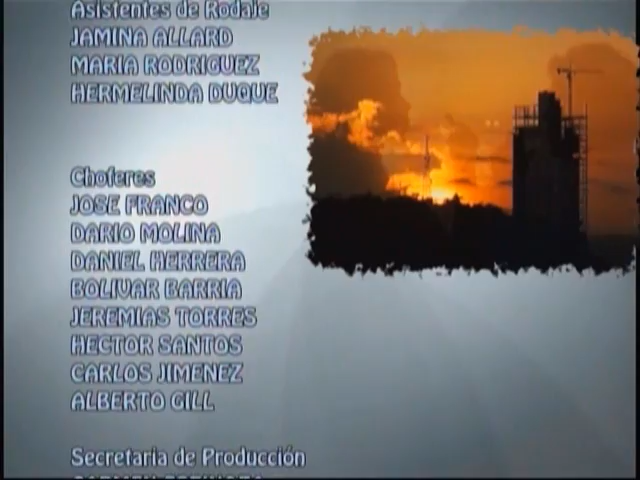 Asistentes de Rodaje
JAMINA ALLARD
MARIA RODRIGUEZ
HERMELINDA DUQUE
Choferes
JOSE FRANCO
DARIO MOLINA
DANIEL HERRERA
BOLIVAR BARRIA
JEREMIAS TORRES
HECTOR SANTOS
CARLOS JIMENEZ
ALBERTO GILL
Secretaria de Producción